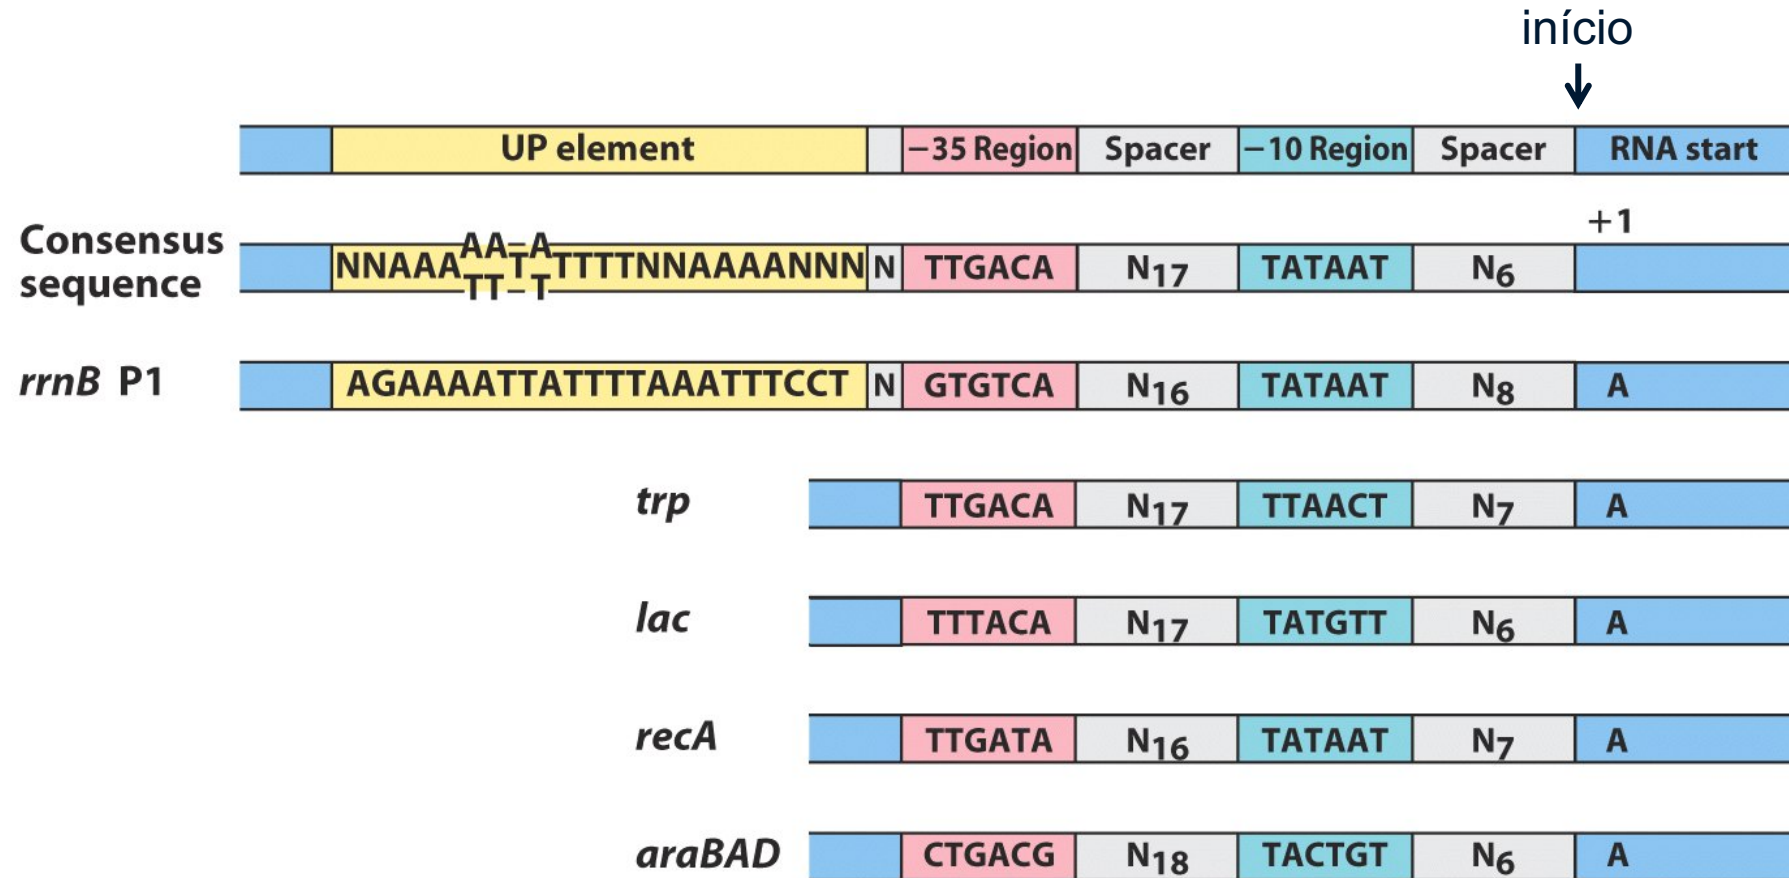 início
UP element −35 Region Spacer −10 Region Spacer RNA start
+1
Consensus sequence NNAAA AA–A TT–T T TTTTNNAAAANNN N TTGACA N17 TATAAT N6
rrnB P1 AGAAAATTATTTTAAATTTCCT N GTGTCA N16 TATAAT N8 A
trp TTGACA N17 TTAACT N7 A
lac TTTACA N17 TATGTT N6 A
recA TTGATA N16 TATAAT N7 A
araBAD CTGACG N18 TACTGT N6 A